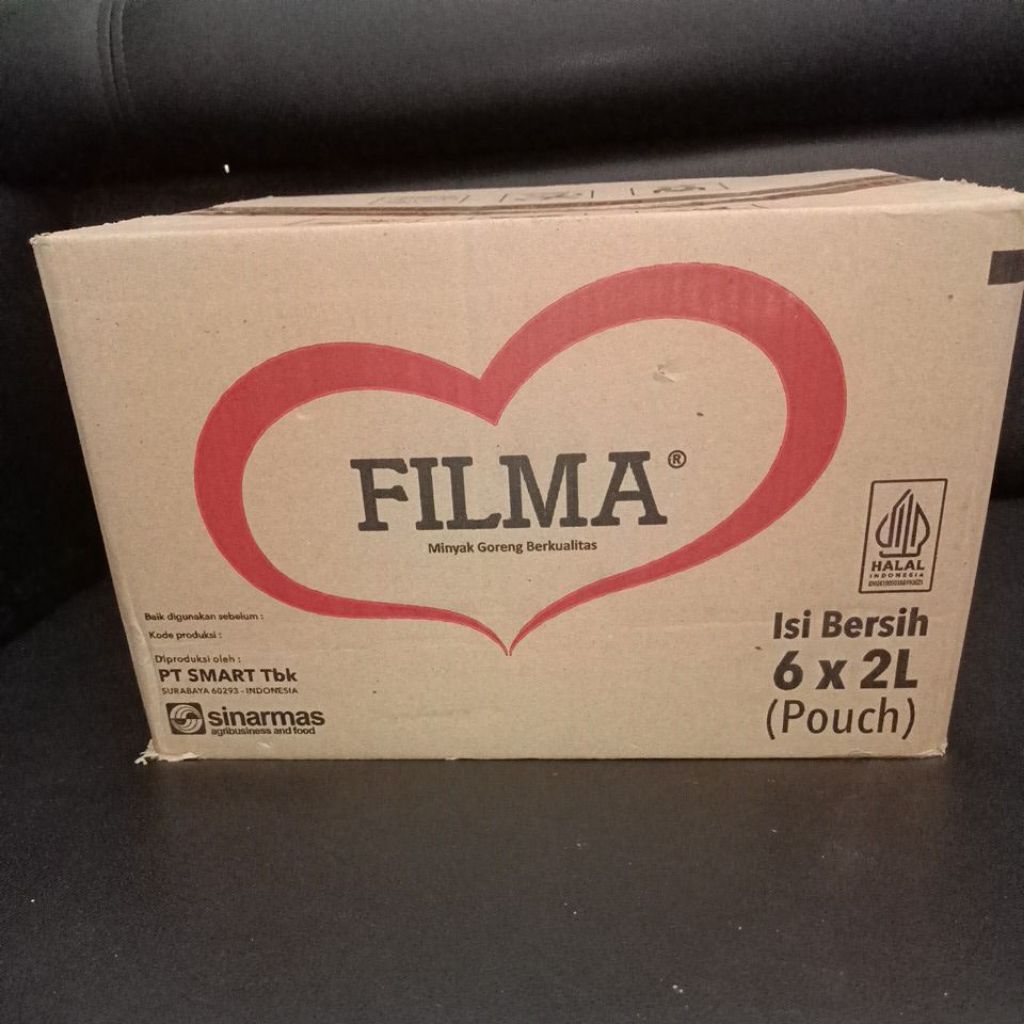 FILMA®
Minyak Goreng Berkualitas
HALAL
INDONESIA
Baik digunakan sebelum :
Kode produksi :
Diproduksi oleh :
PT SMART Tbk
SURABAYA 60293 - INDONESIA
sinarmas
agribusiness and food
Isi Bersih
6 x 2L
(Pouch)